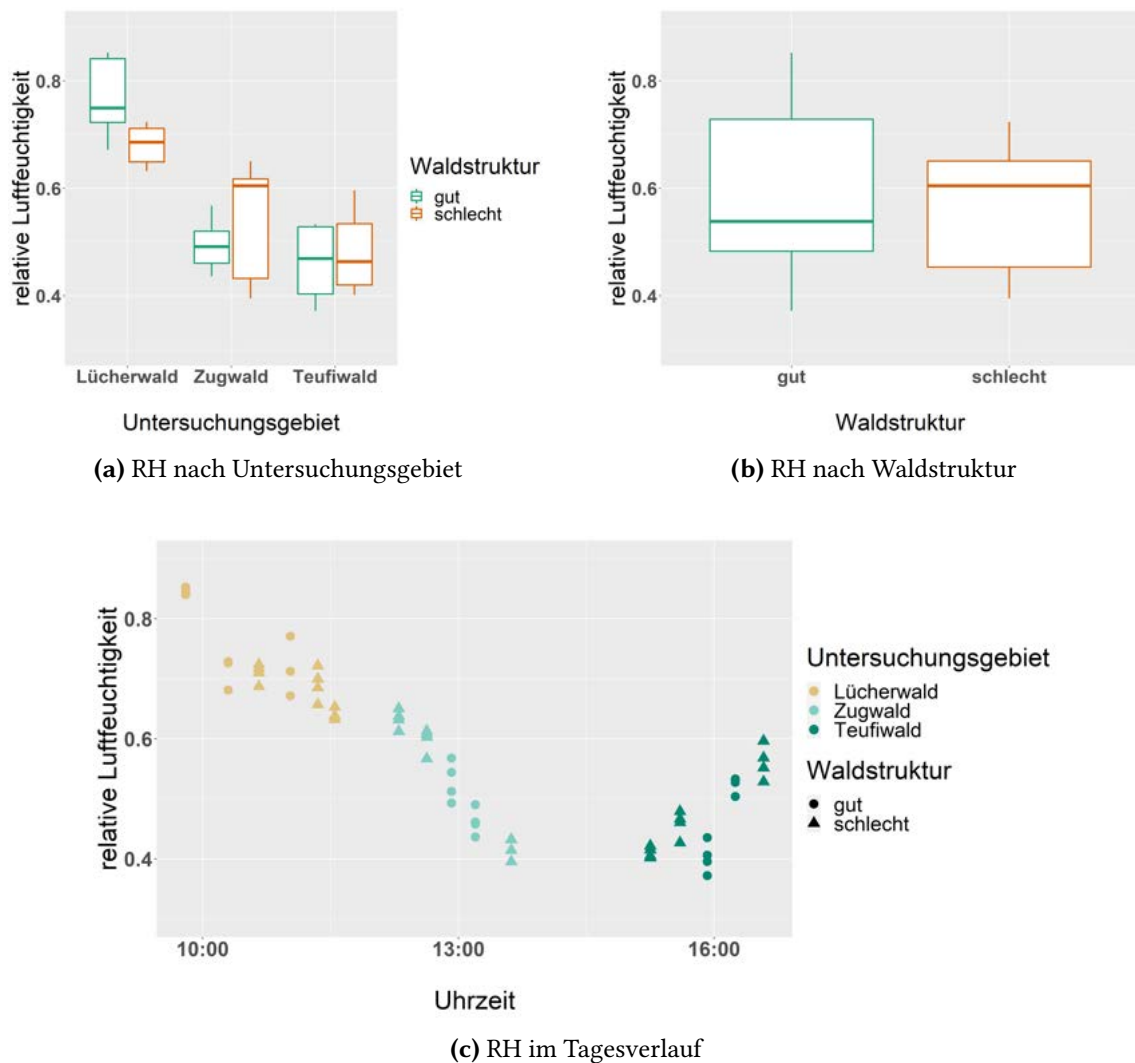 relative Luftfeuchtigkeit
0.8
0.6
0.4
Lücherwald Zugwald Teufiwald
Untersuchungsgebiet
Waldstruktur
gut
schlecht
(a) RH nach Untersuchungsgebiet
relative Luftfeuchtigkeit
0.8
0.6
0.4
gut schlecht
Waldstruktur
(b) RH nach Waldstruktur
relative Luftfeuchtigkeit
0.8
0.6
0.4
10:00 13:00 16:00
Uhrzeit
Untersuchungsgebiet
Lücherwald
Zugwald
Teufiwald
Waldstruktur
gut
schlecht
(c) RH im Tagesverlauf